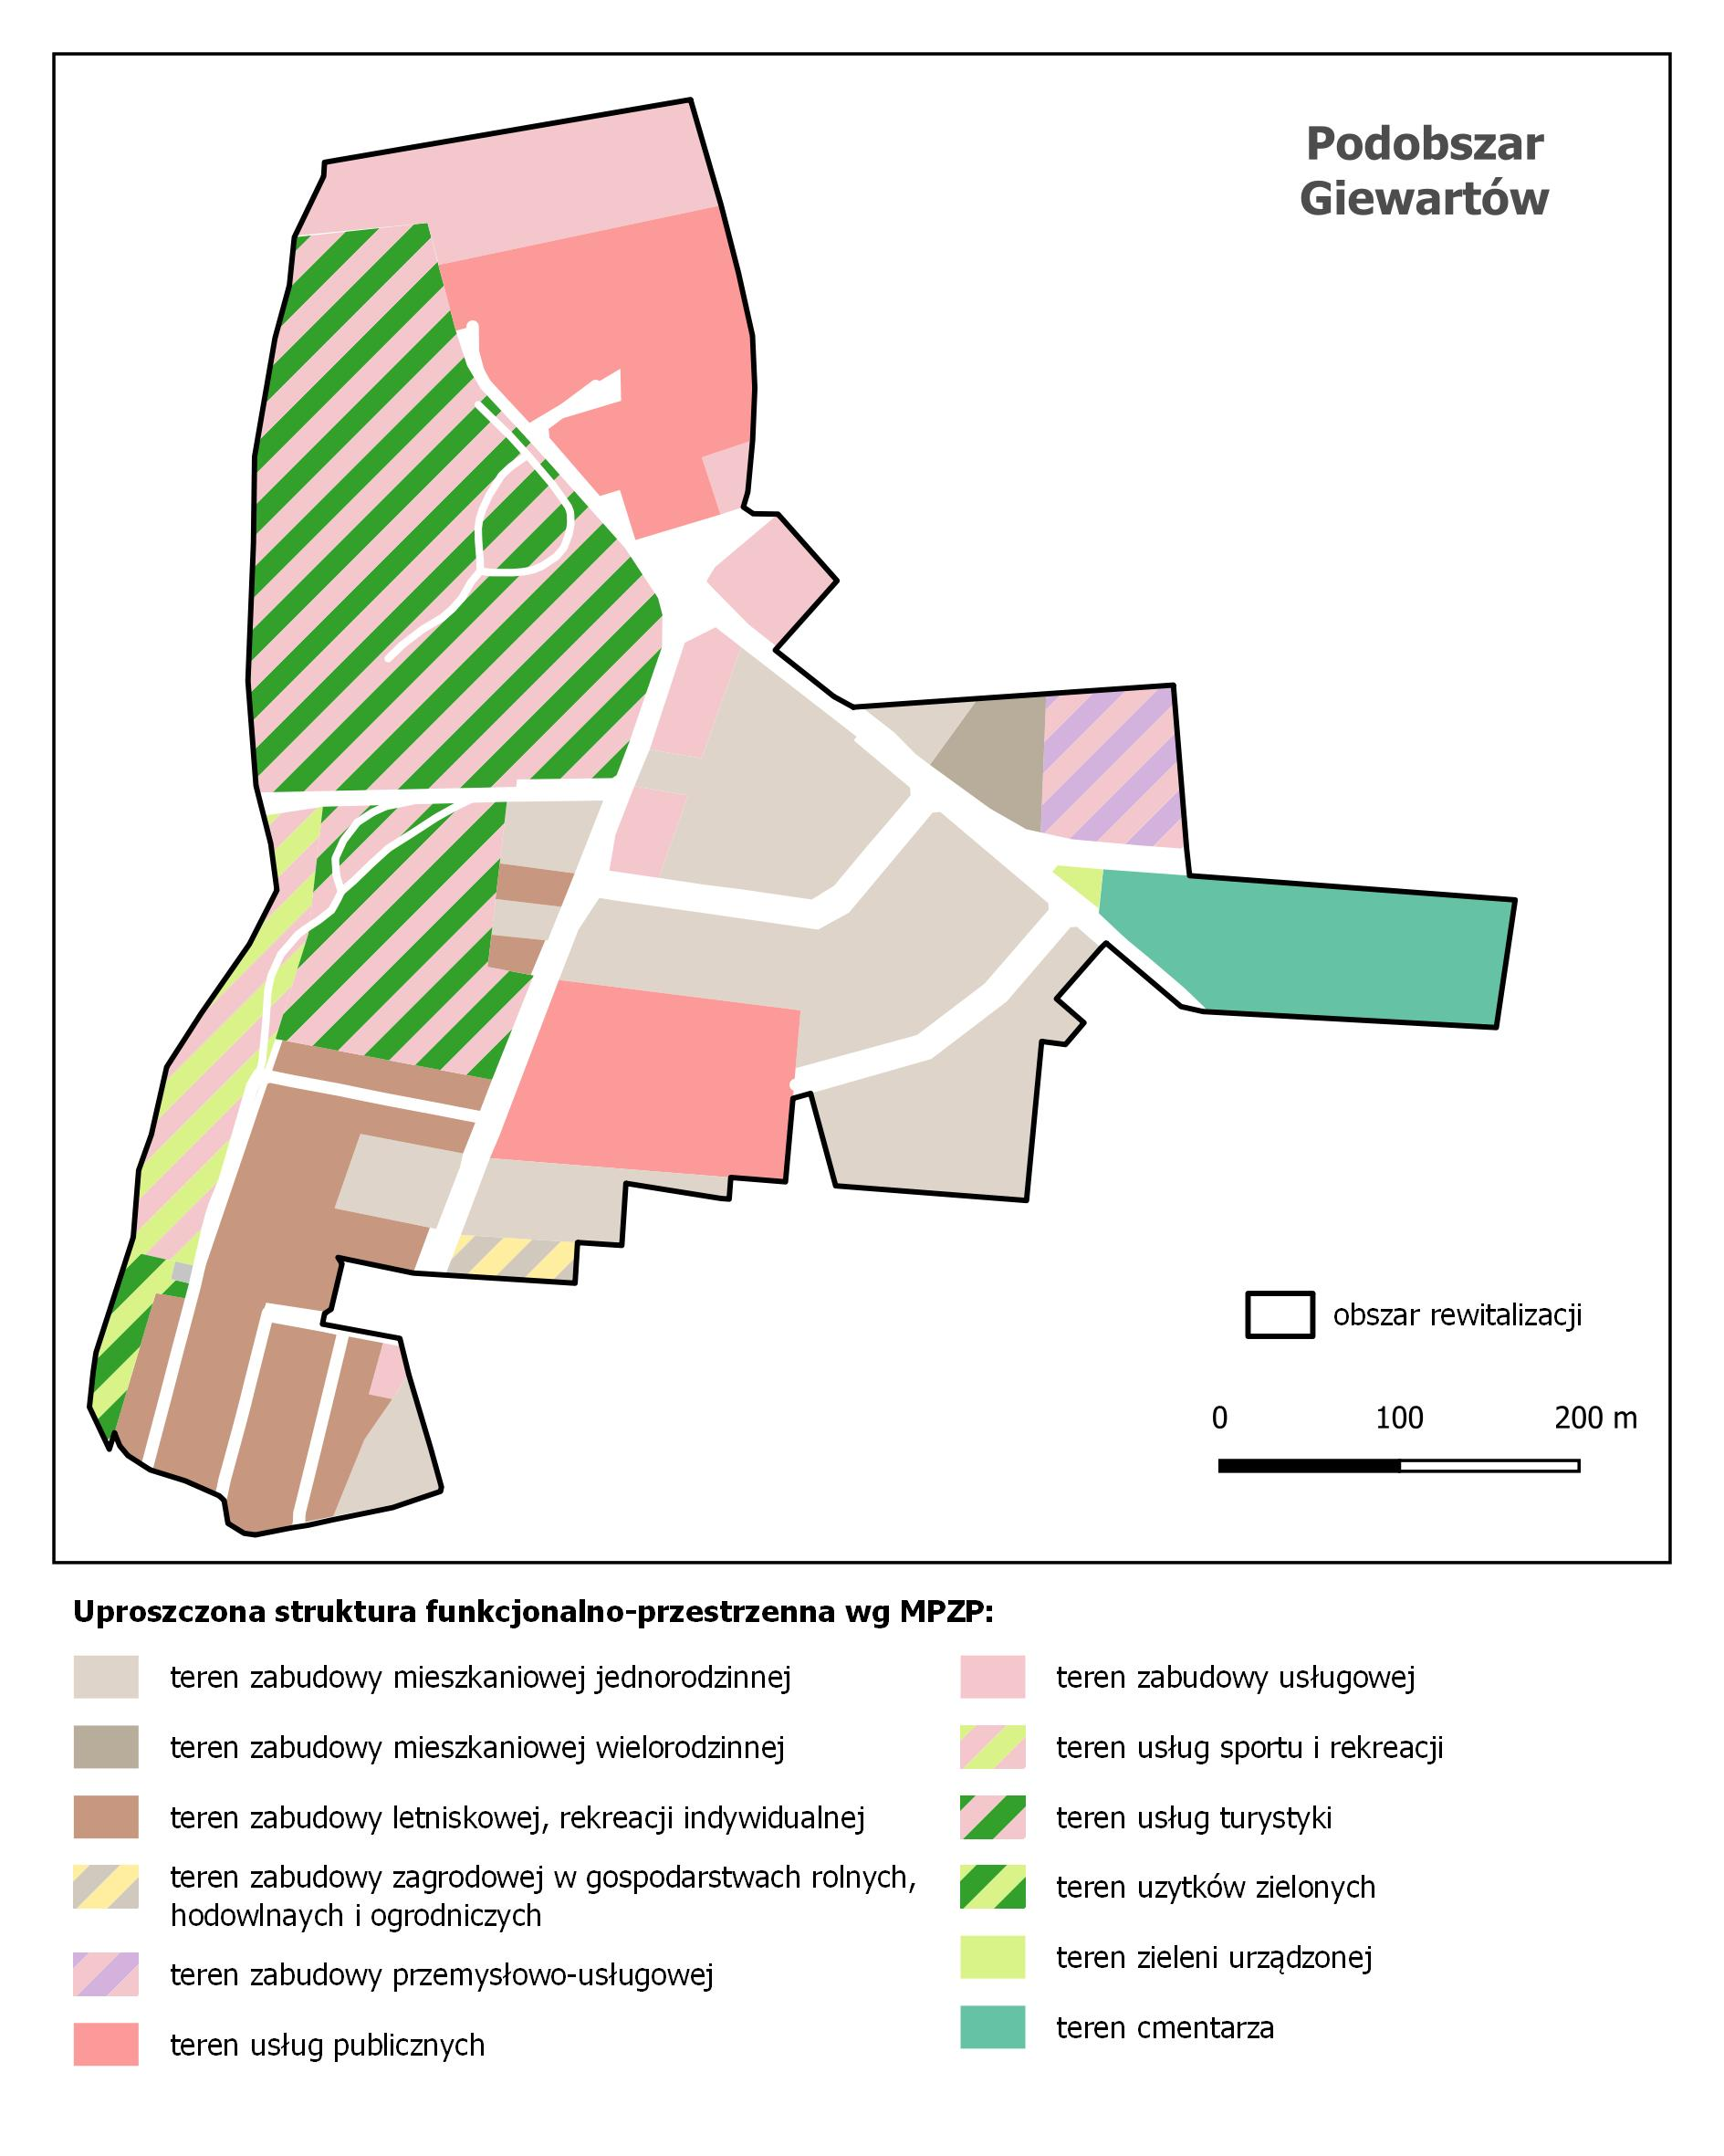 Podobszar
Giewartów
obszar rewitalizacji
0 100 200 m
Uproszczona struktura funkcjonalno-przestrzenna wg MPZP:
teren zabudowy mieszkaniowej jednorodzinnej
teren zabudowy mieszkaniowej wielorodzinnej
teren zabudowy letniskowej, rekreacji indywidualnej
teren zabudowy zagrodowej w gospodarstwach rolnych,
hodowlnaych i ogrodniczych
teren zabudowy przemysłowo-usługowej
teren usług publicznych
teren zabudowy usługowej
teren usług sportu i rekreacji
teren usług turystyki
teren uzytków zielonych
teren zieleni urządzonej
teren cmentarza